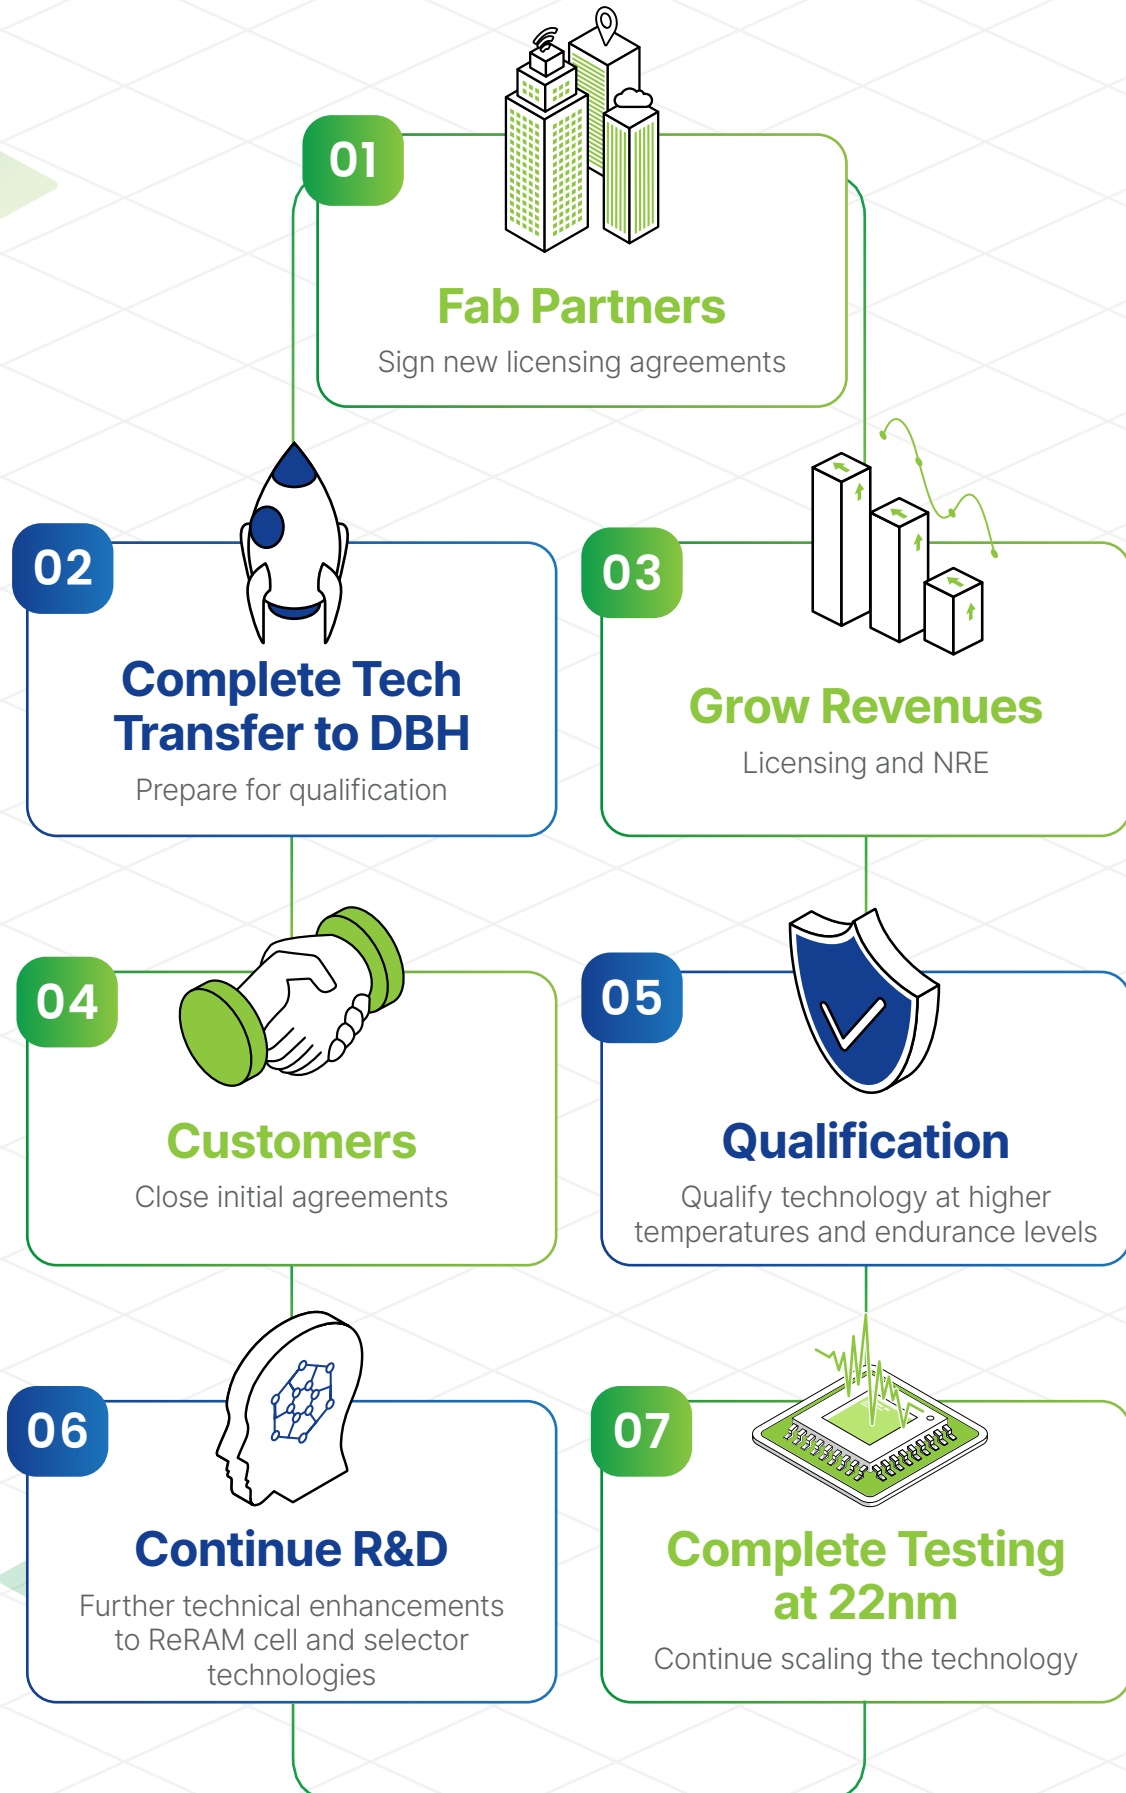 01
Fab Partners
Sign new licensing agreements
02
Complete Tech
Transfer to DBH
Prepare for qualification
03
Grow Revenues
Licensing and NRE
04
Customers
Close initial agreements
05
Qualification
Qualify technology at higher
temperatures and endurance levels
06
Continue R&D
Further technical enhancements
to ReRAM cell and selector
technologies
07
Complete Testing
at 22nm
Continue scaling the technology